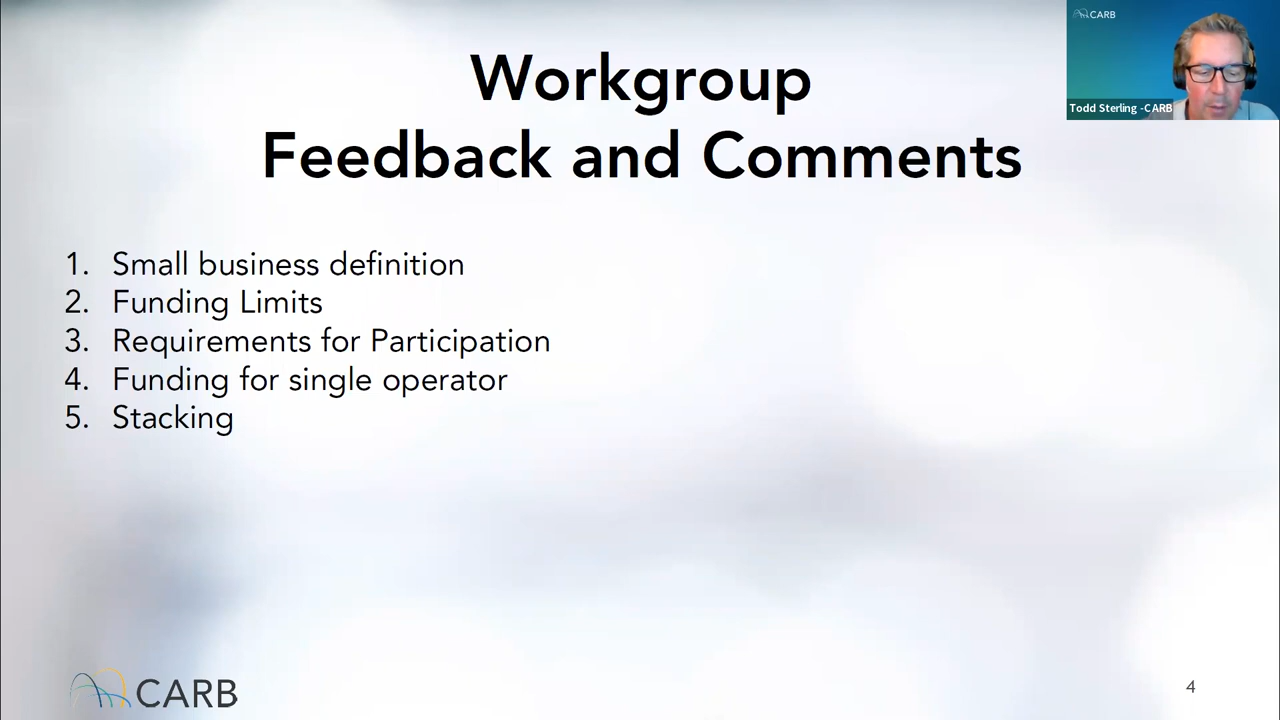 CARB
Todd Sterling -CARB
Workgroup
Feedback and Comments
1. Small business definition
2. Funding Limits
3. Requirements for Participation
4. Funding for single operator
5. Stacking
CARB
4